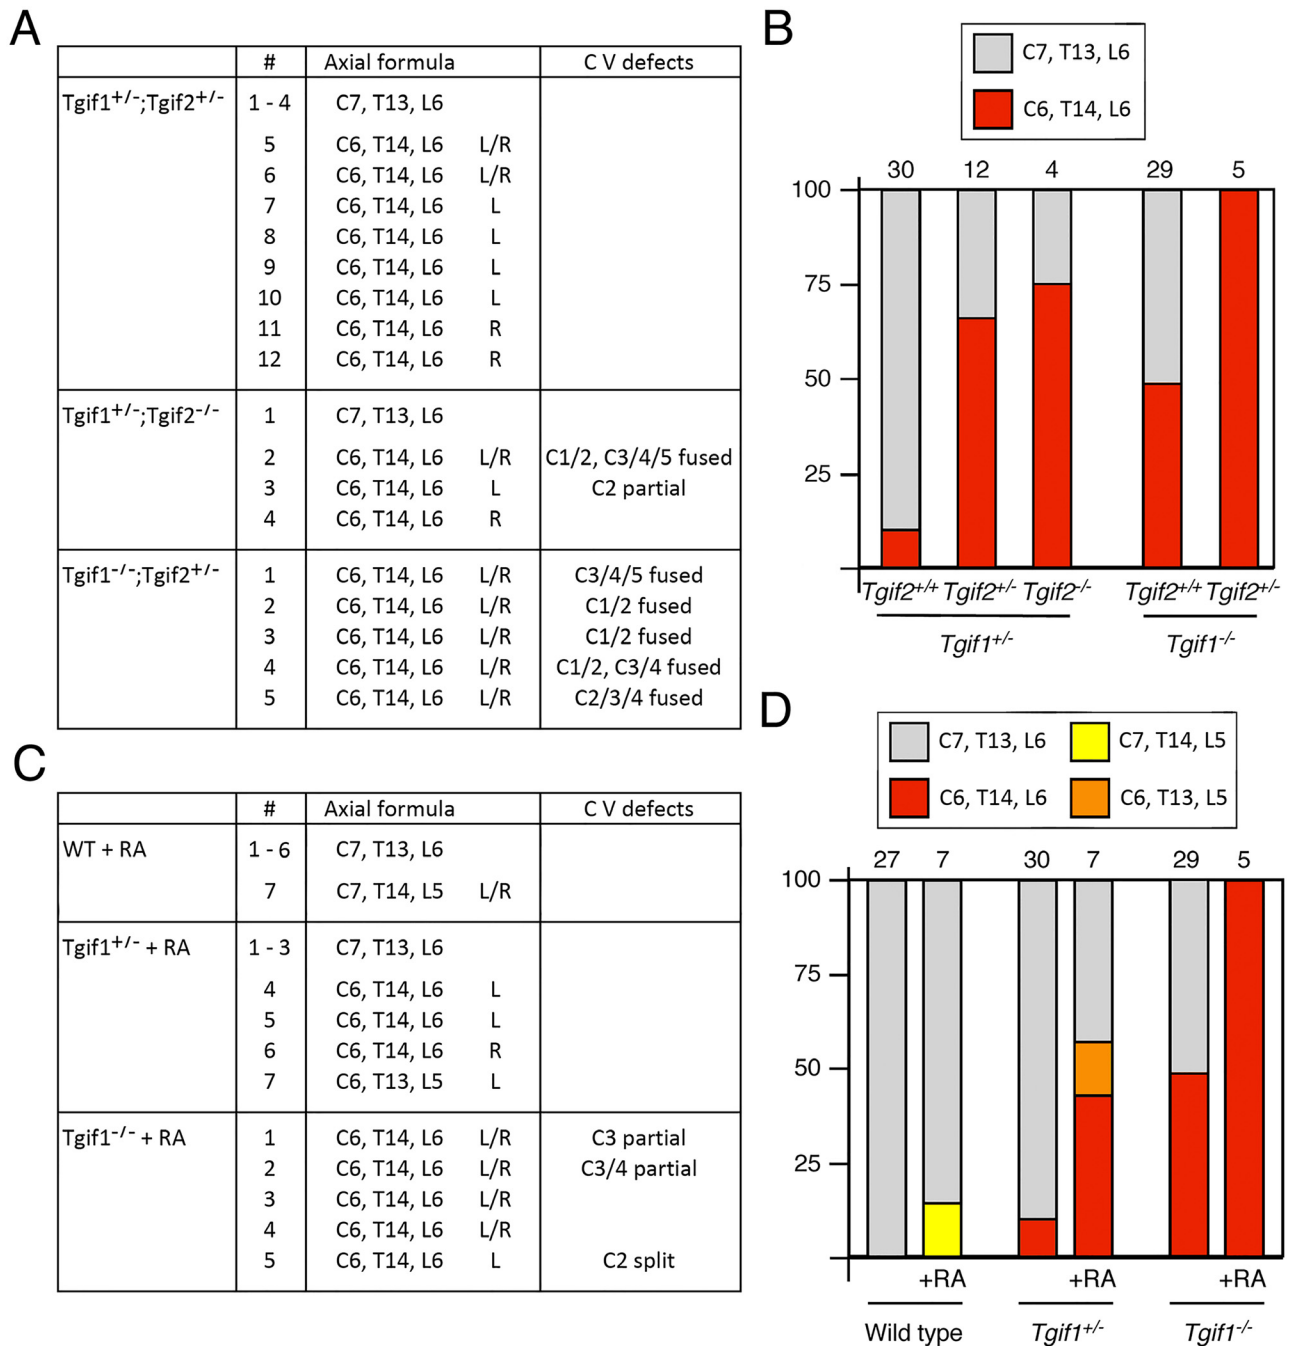 A
# Axial formula C V defects
Tgif1+/-;Tgif2+/- 1 - 4 C7, T13, L6
5 C6, T14, L6 L/R
6 C6, T14, L6 L/R
7 C6, T14, L6 L
8 C6, T14, L6 L
9 C6, T14, L6 L
10 C6, T14, L6 L
11 C6, T14, L6 R
12 C6, T14, L6 R
Tgif1+/-;Tgif2-/- 1 C7, T13, L6
2 C6, T14, L6 L/R C1/2, C3/4/5 fused
3 C6, T14, L6 L C2 partial
4 C6, T14, L6 R
Tgif1-/-;Tgif2+/- 1 C6, T14, L6 L/R C3/4/5 fused
2 C6, T14, L6 L/R C1/2 fused
3 C6, T14, L6 L/R C1/2 fused
4 C6, T14, L6 L/R C1/2, C3/4 fused
5 C6, T14, L6 L/R C2/3/4 fused
B
C7, T13, L6
C6, T14, L6
30 12 4 29 5
100
75
50
25
Tgif2+/+ Tgif2+/- Tgif2-/- Tgif2+/+ Tgif2+/-
Tgif1+/- Tgif1-/-
C
# Axial formula C V defects
WT + RA 1 - 6 C7, T13, L6
7 C7, T14, L5 L/R
Tgif1+/- + RA 1 - 3 C7, T13, L6
4 C6, T14, L6 L
5 C6, T14, L6 L
6 C6, T14, L6 R
7 C6, T13, L5 L
Tgif1-/- + RA 1 C6, T14, L6 L/R C3 partial
2 C6, T14, L6 L/R C3/4 partial
3 C6, T14, L6 L/R
4 C6, T14, L6 L/R
5 C6, T14, L6 L C2 split
D
C7, T13, L6 C7, T14, L5
C6, T14, L6 C6, T13, L5
27 7 30 7 29 5
100
75
50
25
+RA +RA +RA
Wild type Tgif1+/- Tgif1-/-